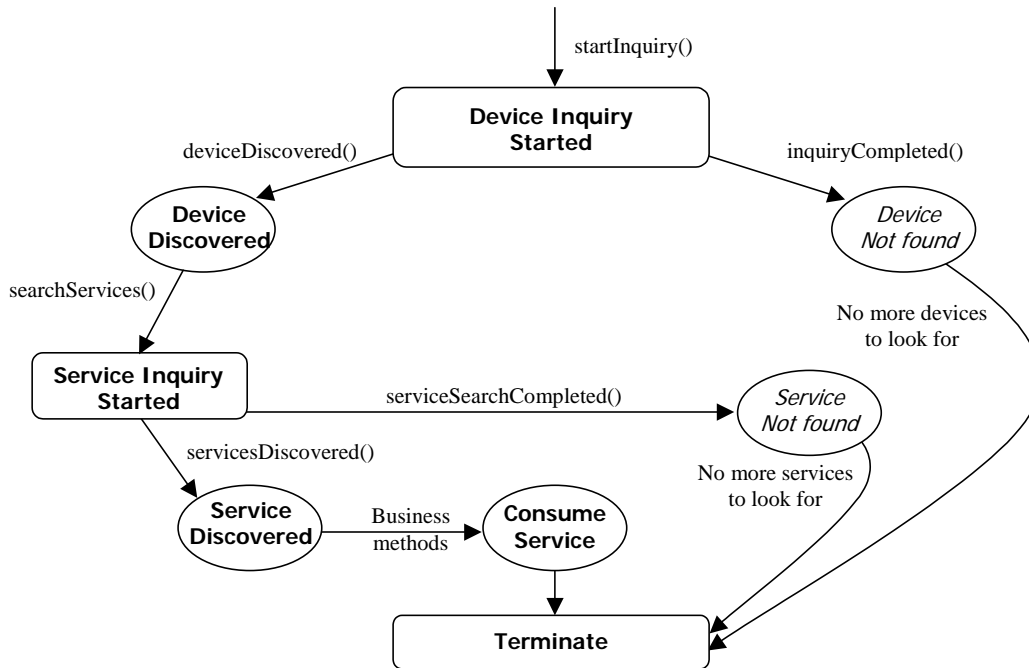 startInquiry()
Device Inquiry
Started
deviceDiscovered()
inquiryCompleted()
Device
Discovered
Device
Not found
searchServices()
No more devices
to look for
Service Inquiry
Started
serviceSearchCompleted()
Service
Not found
servicesDiscovered()
No more services
to look for
Service
Discovered
Business
methods
Consume
Service
Terminate